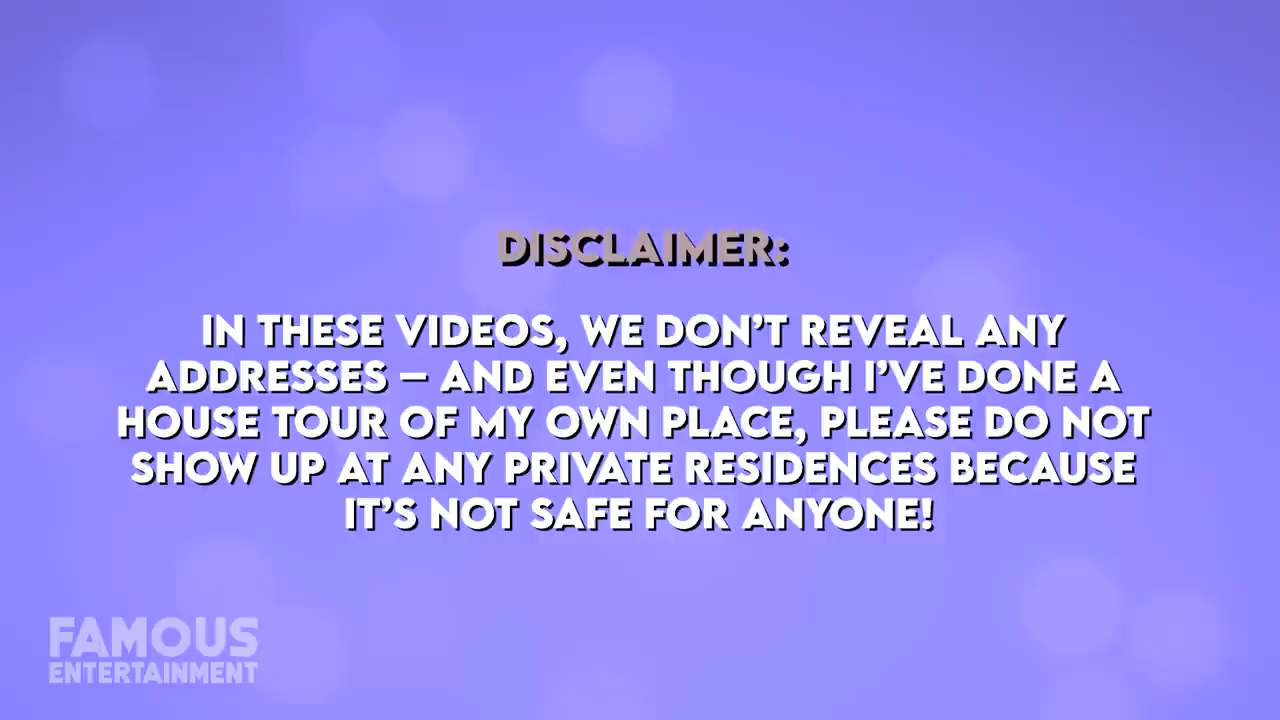 DISCLAIMER:
IN THESE VIDEOS, WE DON'T REVEAL ANY
ADDRESSES – AND EVEN THOUGH I'VE DONE A
HOUSE TOUR OF MY OWN PLACE, PLEASE DO NOT
SHOW UP AT ANY PRIVATE RESIDENCES BECAUSE
IT'S NOT SAFE FOR ANYONE!
FAMOUS
ENTERTAINMENT